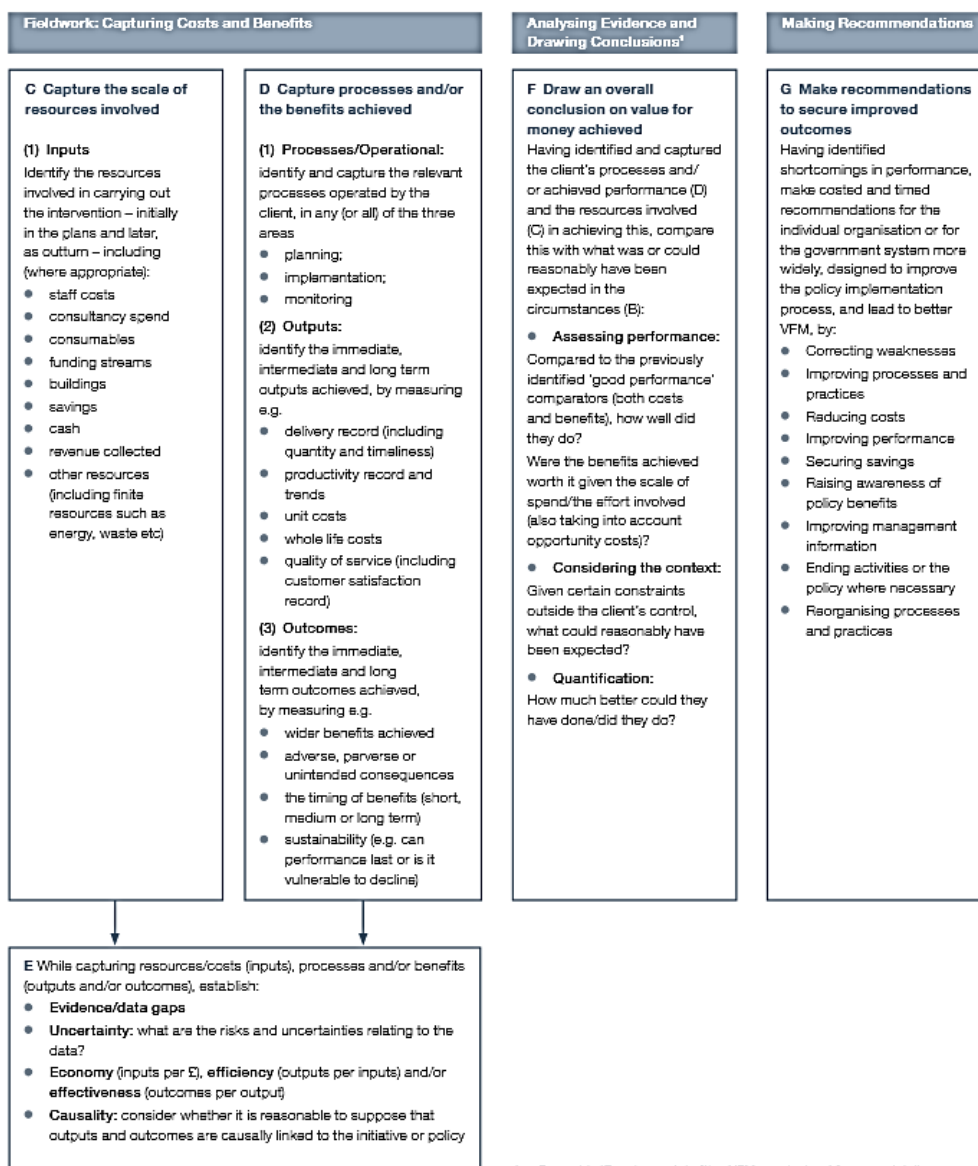 Fieldwork: Capturing Costs and Benefits
Analysing Evidence and
Drawing Conclusions¹
Making Recommendations
C Capture the scale of
resources involved
(1) Inputs
Identify the resources
involved in carrying out
the intervention – initially
in the plans and later,
as outturn – including
(where appropriate):
● staff costs
● consultancy spend
● consumables
● funding streams
● buildings
● savings
● cash
● revenue collected
● other resources
(including finite
resources such as
energy, waste etc)
D Capture processes and/or
the benefits achieved
(1) Processes/Operational:
identify and capture the relevant
processes operated by the
client, in any (or all) of the three
areas
● planning;
● implementation;
● monitoring
(2) Outputs:
identify the immediate,
intermediate and long term
outputs achieved, by measuring
e.g.
● delivery record (including
quantity and timeliness)
● productivity record and
trends
● unit costs
● whole life costs
● quality of service (including
customer satisfaction
record)
(3) Outcomes:
identify the immediate,
intermediate and long
term outcomes achieved,
by measuring e.g.
● wider benefits achieved
● adverse, perverse or
unintended consequences
● the timing of benefits (short,
medium or long term)
● sustainability (e.g. can
performance last or is it
vulnerable to decline)
F Draw an overall
conclusion on value for
money achieved
Having identified and captured
the client's processes and/
or achieved performance (D)
and the resources involved
(C) in achieving this, compare
this with what was or could
reasonably have been
expected in the
circumstances (B):
● Assessing performance:
Compared to the previously
identified 'good performance'
comparators (both costs
and benefits), how well did
they do?
Were the benefits achieved
worth it given the scale of
spend/the effort involved
(also taking into account
opportunity costs)?
● Considering the context:
Given certain constraints
outside the client's control,
what could reasonably have
been expected?
● Quantification:
How much better could they
have done/did they do?
G Make recommendations
to secure improved
outcomes
Having identified
shortcomings in performance,
make costed and timed
recommendations for the
individual organisation or for
the government system more
widely, designed to improve
the policy implementation
process, and lead to better
VFM, by:
● Correcting weaknesses
● Improving processes and
practices
● Reducing costs
● Improving performance
● Securing savings
● Raising awareness of
policy benefits
● Improving management
information
● Ending activities or the
policy where necessary
● Reorganising processes
and practices
E While capturing resources/costs (inputs), processes and/or benefits
(outputs and/or outcomes), establish:
● Evidence/data gaps
● Uncertainty: what are the risks and uncertainties relating to the
data?
● Economy (inputs per £), efficiency (outputs per inputs) and/or
effectiveness (outcomes per output)
● Causality: consider whether it is reasonable to suppose that
outputs and outcomes are causally linked to the initiative or policy